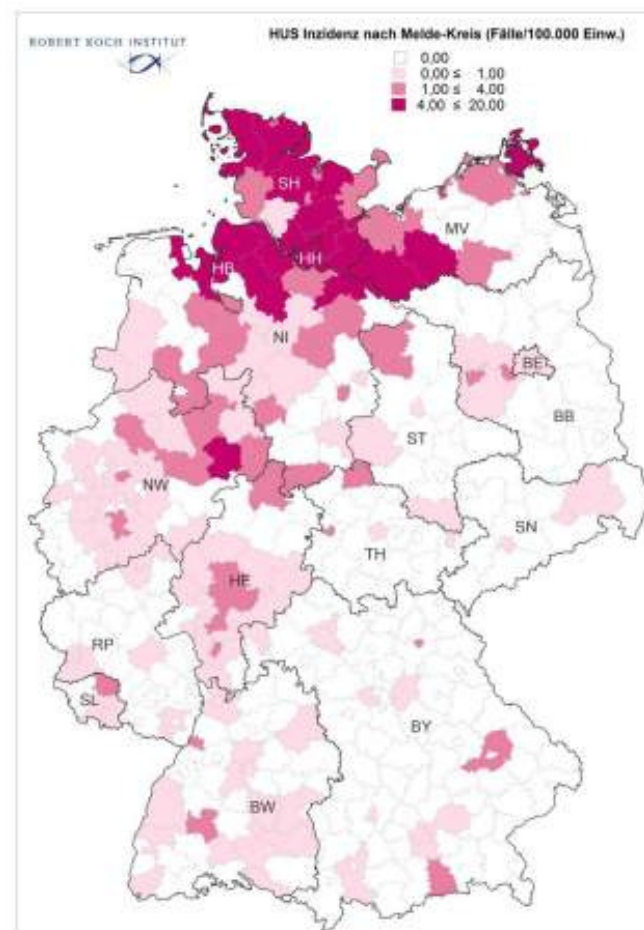 ROBERT KOCH INSTITUT
HUS Inzidenz nach Melde-Kreis (Fälle/100.000 Einw.)
0,00
0,00 ≤ 1,00
1,00 ≤ 4,00
4,00 ≤ 20,00
SH
MV
HH
HB
NI
BE
BB
ST
NW
SN
TH
HE
RP
SL
BY
BW